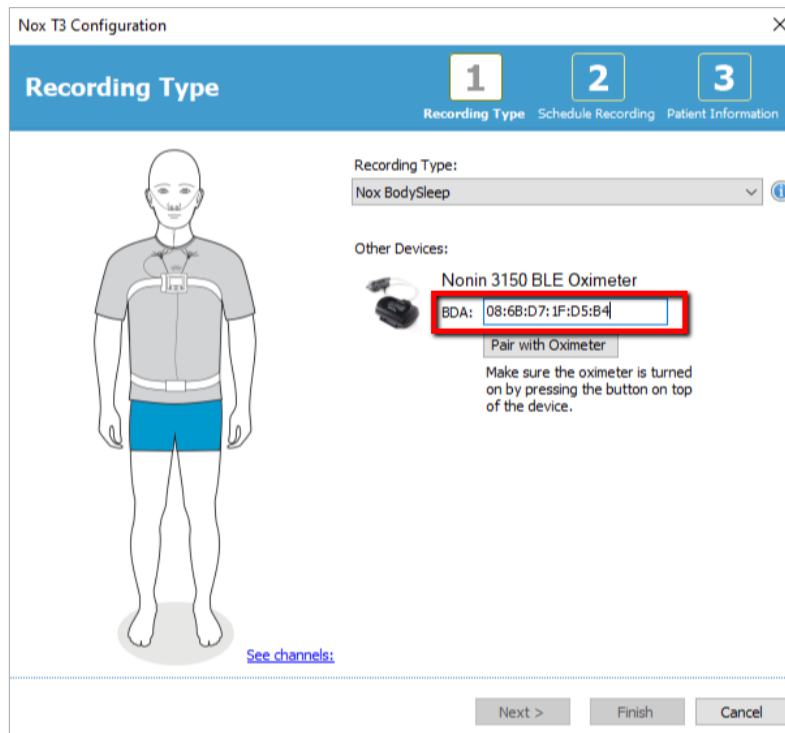 Nox T3 Configuration
Recording Type
1
2
3
Recording Type
Schedule Recording
Patient Information
Recording Type:
Nox BodySleep
Other Devices:
Nonin 3150 BLE Oximeter
BDA: 08:6B:D7:1F:D5:B4
Pair with Oximeter
Make sure the oximeter is turned
on by pressing the button on top
of the device.
See channels:
Next >
Finish
Cancel